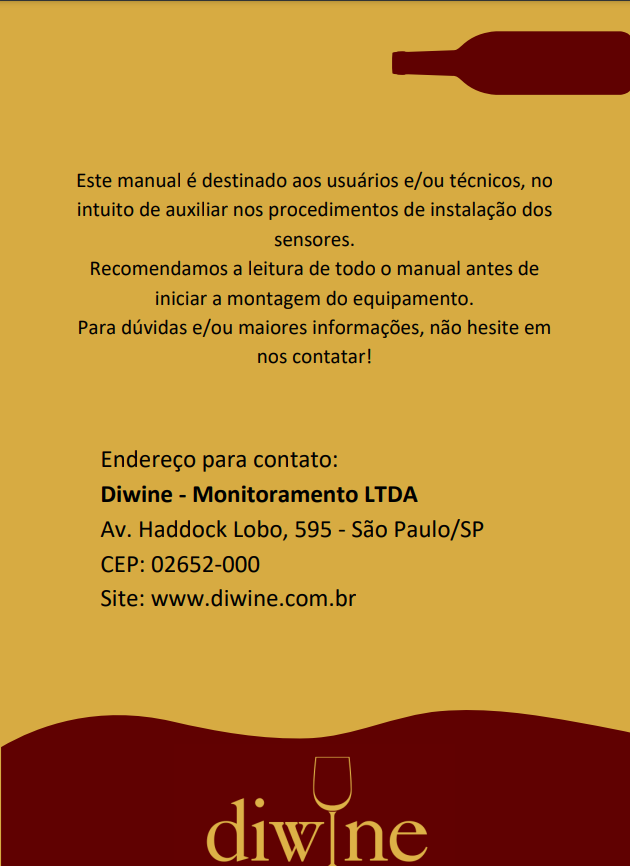 Este manual é destinado aos usuários e/ou técnicos, no
intuito de auxiliar nos procedimentos de instalação dos
sensores.
Recomendamos a leitura de todo o manual antes de
iniciar a montagem do equipamento.
Para dúvidas e/ou maiores informações, não hesite em
nos contatar!
Endereço para contato:
Diwine - Monitoramento LTDA
Av. Haddock Lobo, 595 - São Paulo/SP
CEP: 02652-000
Site: www.diwine.com.br
diwine